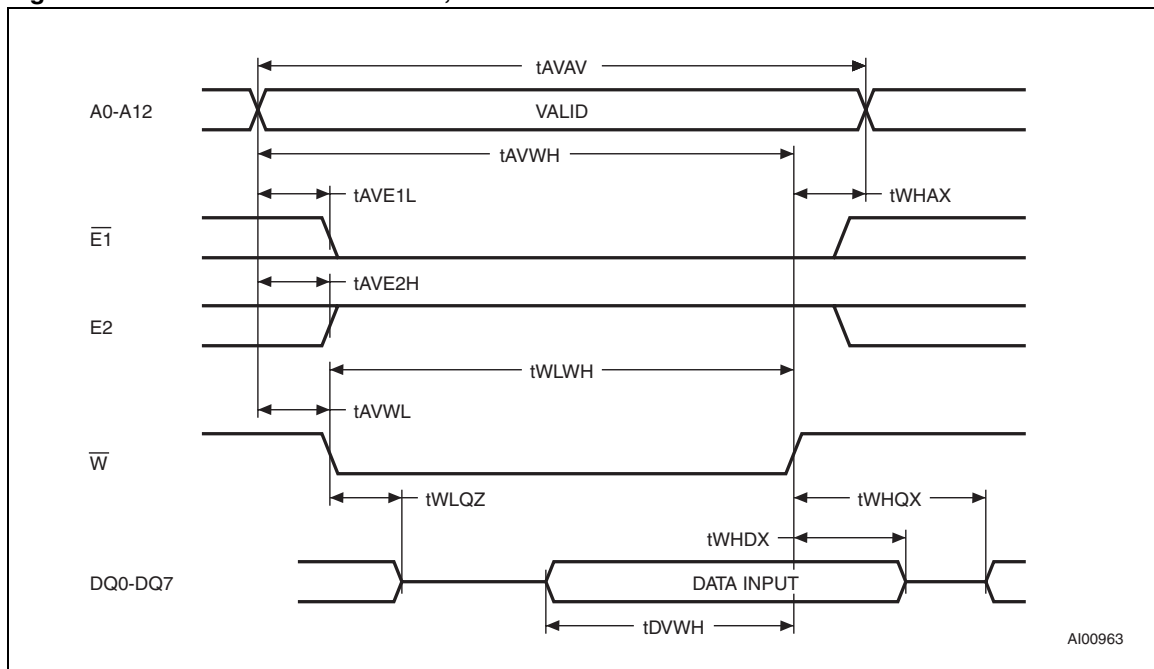 tAVAV
A0-A12
VALID
tAVWH
tAVE1L
tWHAX
E1
tAVE2H
E2
tWLWH
tAVWL
W
tWLQZ
tWHQX
tWHDX
DQ0-DQ7
DATA INPUT
tDVWH
AI00963